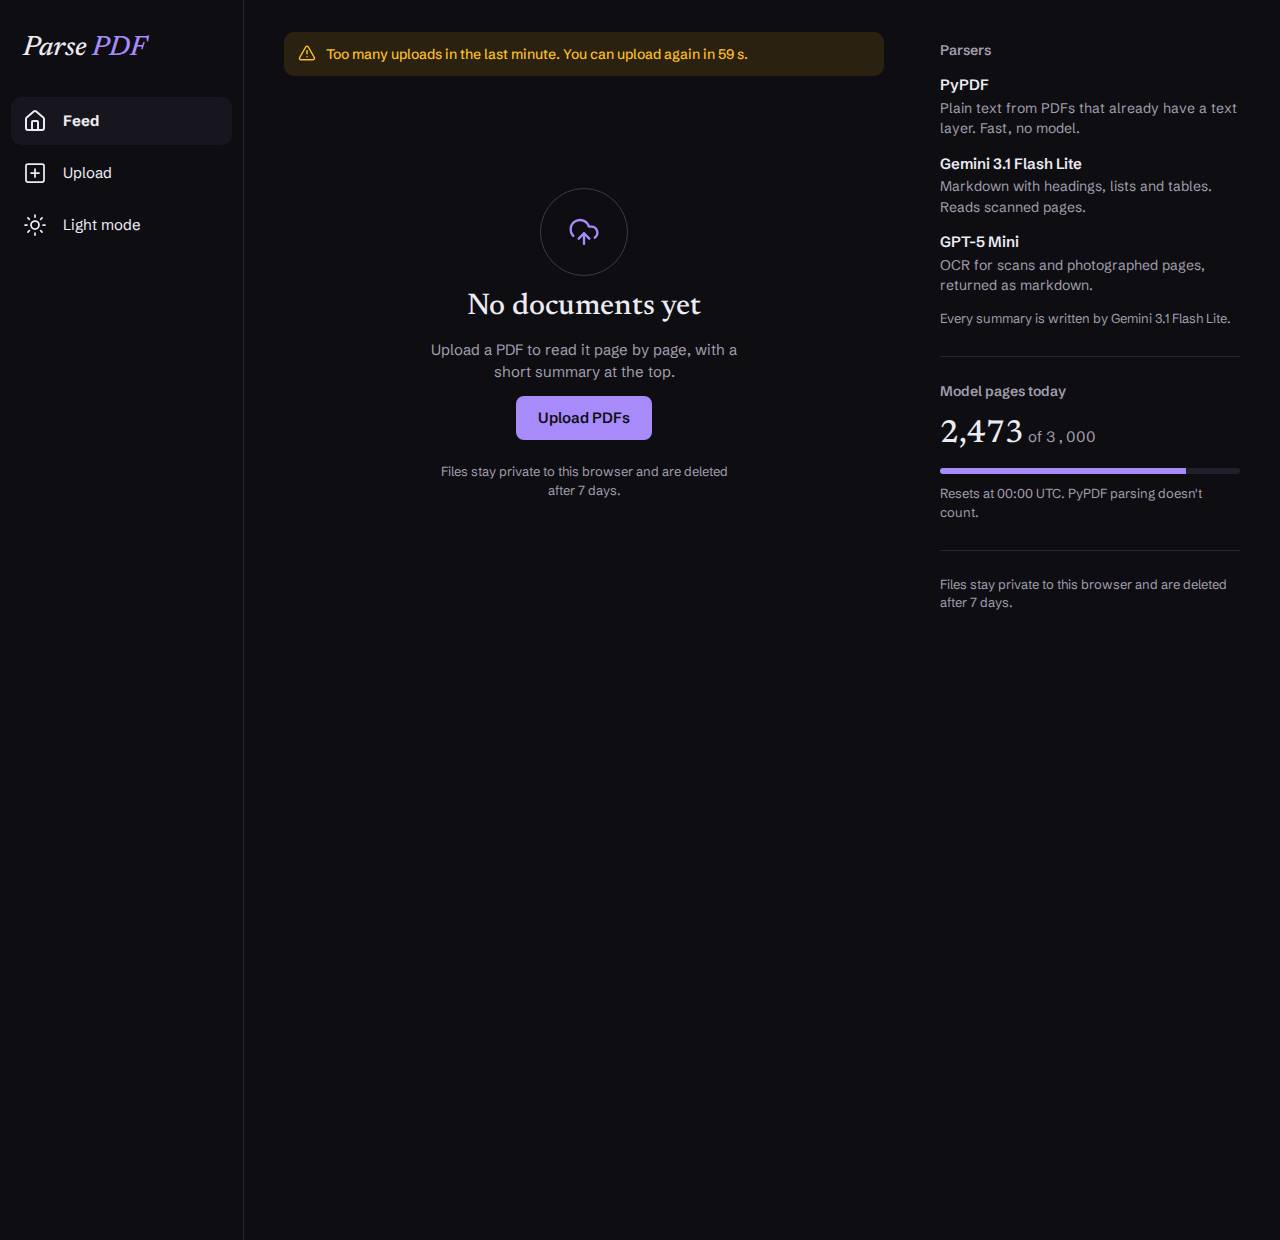 Parse PDF
Feed
Upload
Light mode
Too many uploads in the last minute. You can upload again in 59 s.
No documents yet
Upload a PDF to read it page by page, with a
short summary at the top.
Upload PDFs
Files stay private to this browser and are deleted
after 7 days.
Parsers
PyPDF
Plain text from PDFs that already have a text
layer. Fast, no model.
Gemini 3.1 Flash Lite
Markdown with headings, lists and tables.
Reads scanned pages.
GPT-5 Mini
OCR for scans and photographed pages,
returned as markdown.
Every summary is written by Gemini 3.1 Flash Lite.
Model pages today
2,473 of 3,000
Resets at 00:00 UTC. PyPDF parsing doesn't
count.
Files stay private to this browser and are deleted
after 7 days.